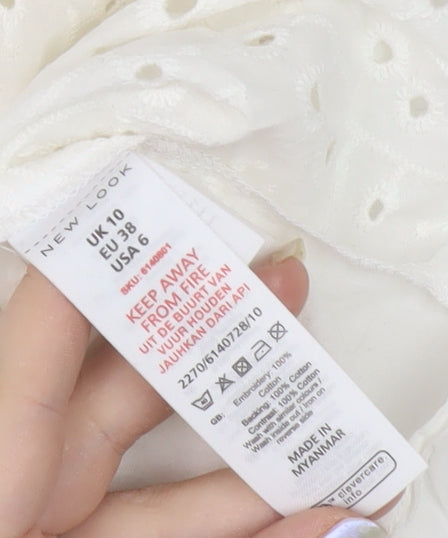 NEW LOOK
UK 10
EU 38
USA 6
SKU: 6140801
KEEP AWAY
FROM FIRE
UIT DE BUURT VAN
VUUR HOUDEN
JAUHKAN DARI API
2270/6140728/10
40
GB: Embroidery: 100%
Cotton
Backing: 100% Cotton
Contrast: 100% Cotton
Wash with similar colours /
Wash inside out / Iron on
reverse side
MADE IN
MYANMAR
™ clevercare
info